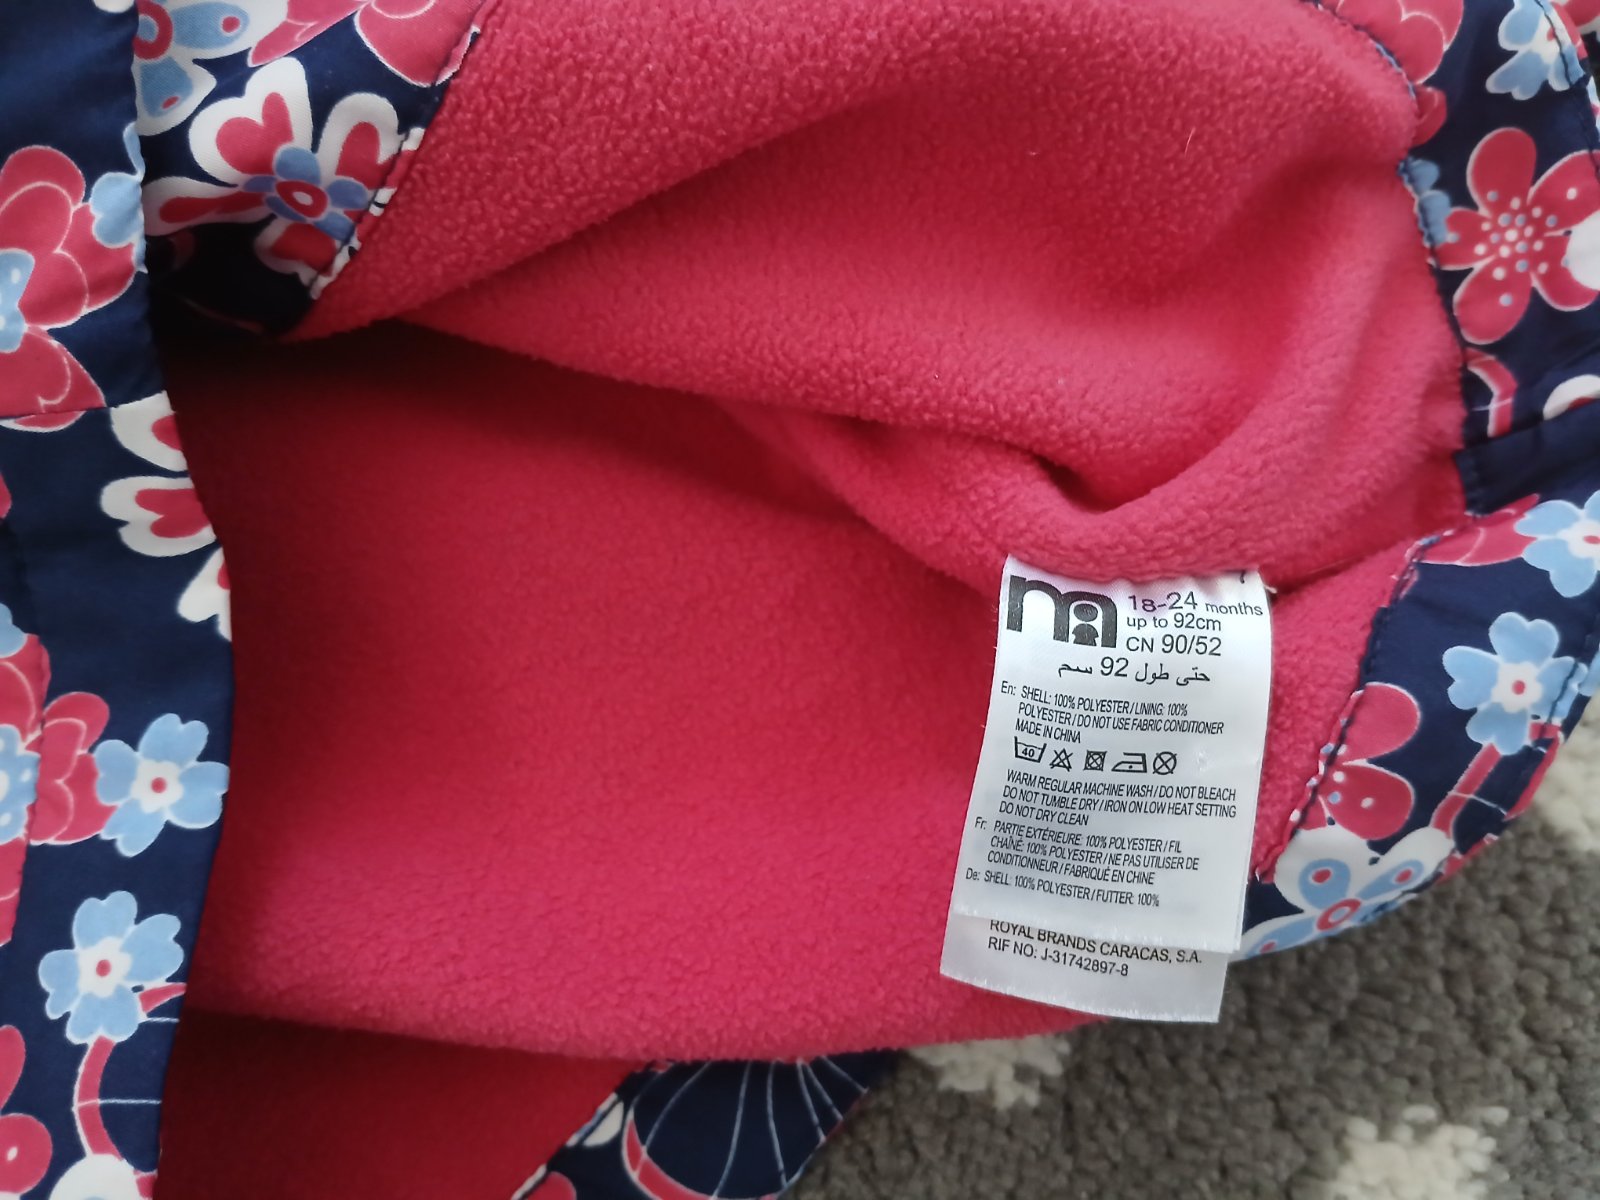 18-24 months
up to 92cm
CN 90/52
حتى طول 92 سم
En: SHELL: 100% POLYESTER / LINING: 100%
POLYESTER / DO NOT USE FABRIC CONDITIONER
MADE IN CHINA
40
WARM REGULAR MACHINE WASH / DO NOT BLEACH
DO NOT TUMBLE DRY / IRON ON LOW HEAT SETTING
DO NOT DRY CLEAN
Fr: PARTIE EXTÉRIEURE: 100% POLYESTER / FIL
CHAÎNÉ: 100% POLYESTER / NE PAS UTILISER DE
CONDITIONNEUR / FABRIQUÉ EN CHINE
De: SHELL: 100% POLYESTER / FUTTER: 100%
ROYAL BRANDS CARACAS, S.A.
RIF NO: J-31742897-8